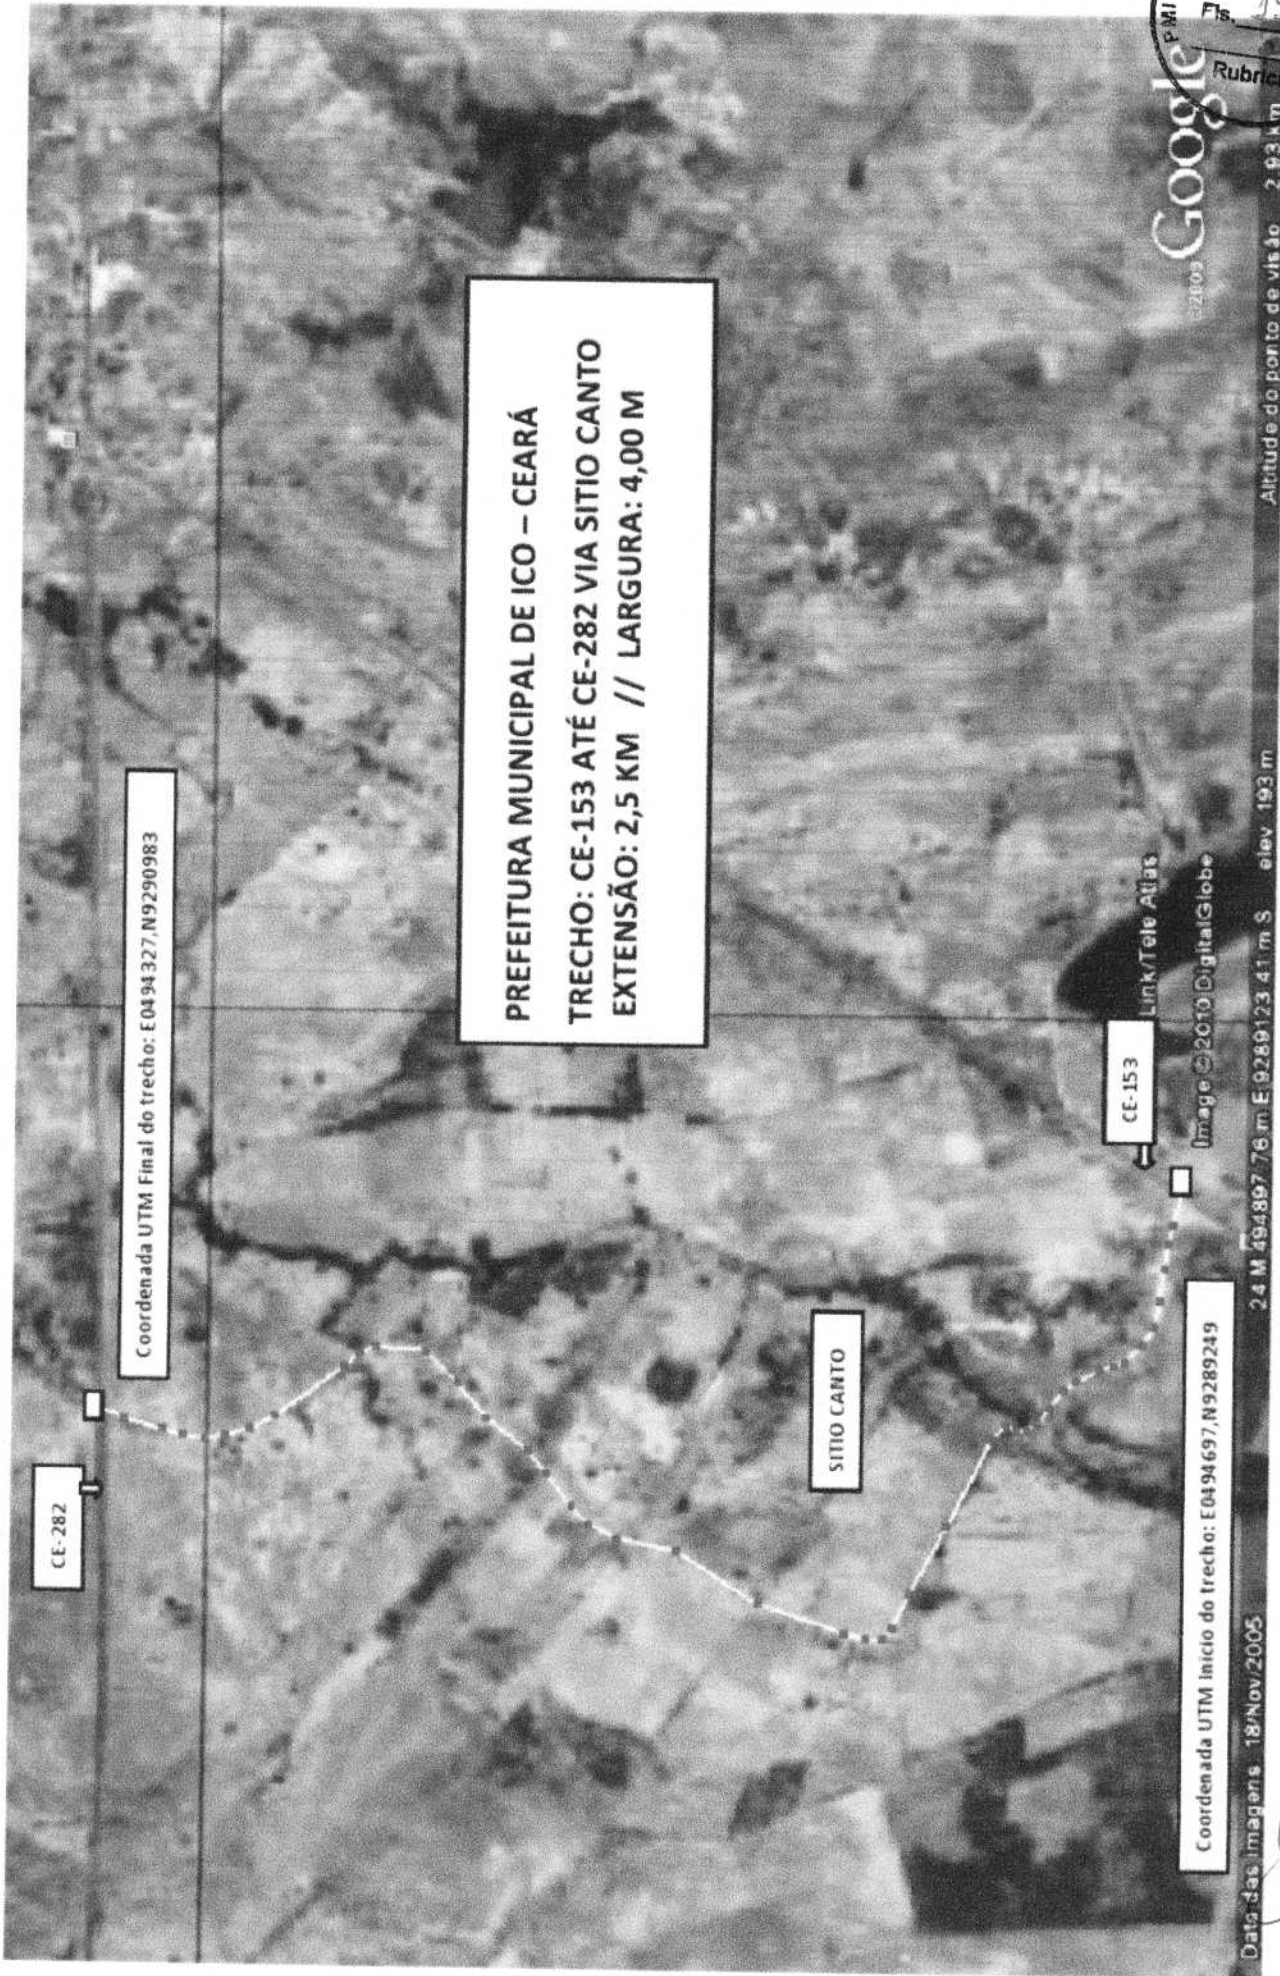 CE-282
Coordenada UTM Final do trecho: E0494327,N9290983
PREFEITURA MUNICIPAL DE ICO – CEARÁ
TRECHO: CE-153 ATÉ CE-282 VIA SITIO CANTO
EXTENSÃO: 2,5 KM // LARGURA: 4,00 M
SITIO CANTO
CE-153
Link/Tele Atlas
Image © 2010 DigitalGlobe
©2009 Google
Coordenada UTM Inicio do trecho: E0494697,N9289249
Data das imagens 18/Nov/2005
24 M 494897 76 m E 9289123 41 m S
elev 193 m
Altitude do ponto de visão 2.93 km
PMI
Fls.